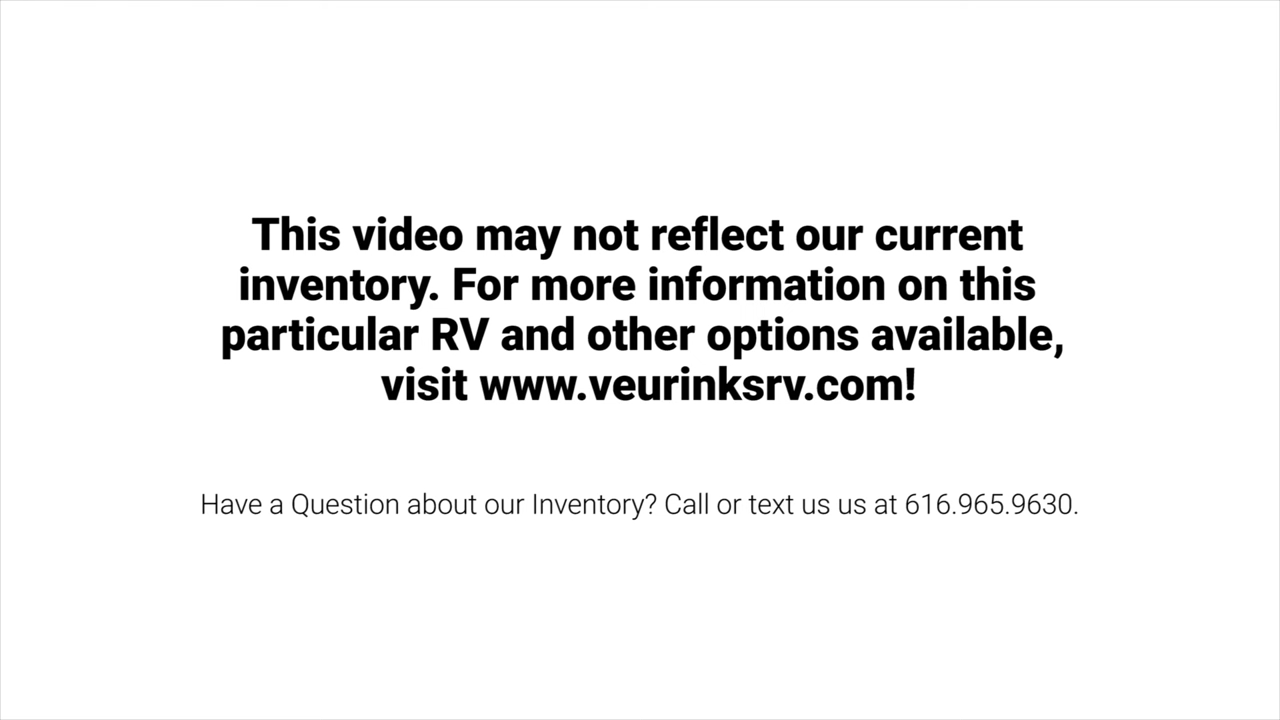 This video may not reflect our current
inventory. For more information on this
particular RV and other options available,
visit www.veurinksrv.com!
Have a Question about our Inventory? Call or text us us at 616.965.9630.